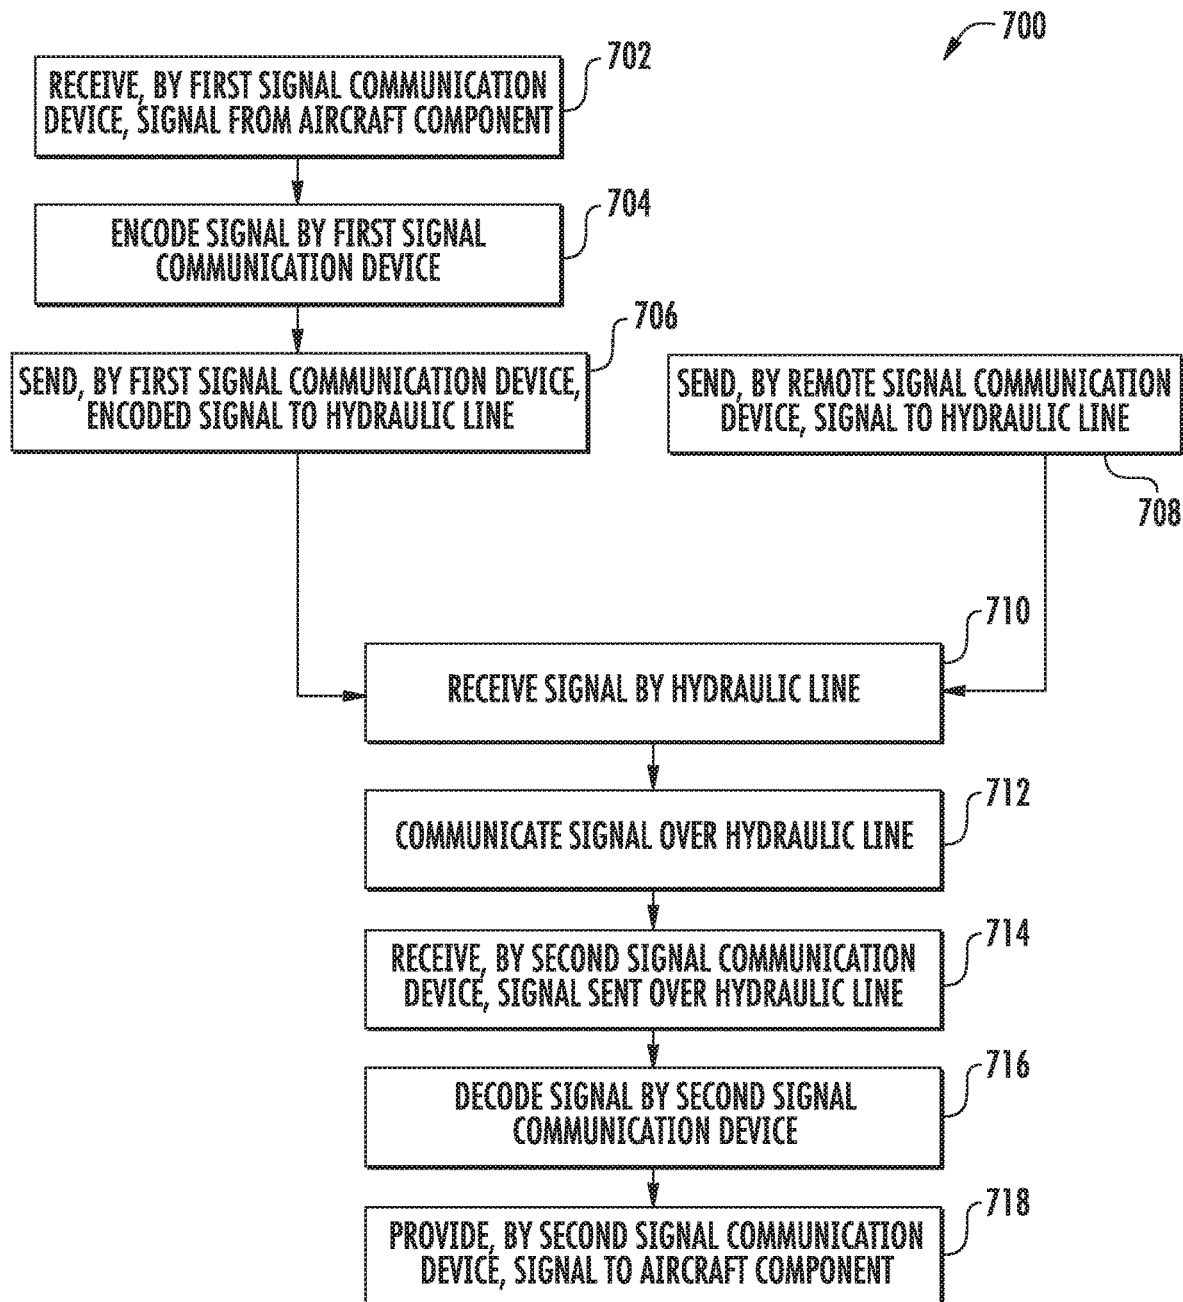 700
702
RECEIVE, BY FIRST SIGNAL COMMUNICATION
DEVICE, SIGNAL FROM AIRCRAFT COMPONENT
704
ENCODE SIGNAL BY FIRST SIGNAL
COMMUNICATION DEVICE
706
SEND, BY FIRST SIGNAL COMMUNICATION DEVICE,
ENCODED SIGNAL TO HYDRAULIC LINE
SEND, BY REMOTE SIGNAL COMMUNICATION
DEVICE, SIGNAL TO HYDRAULIC LINE
708
710
RECEIVE SIGNAL BY HYDRAULIC LINE
712
COMMUNICATE SIGNAL OVER HYDRAULIC LINE
714
RECEIVE, BY SECOND SIGNAL COMMUNICATION
DEVICE, SIGNAL SENT OVER HYDRAULIC LINE
716
DECODE SIGNAL BY SECOND SIGNAL
COMMUNICATION DEVICE
718
PROVIDE, BY SECOND SIGNAL COMMUNICATION
DEVICE, SIGNAL TO AIRCRAFT COMPONENT